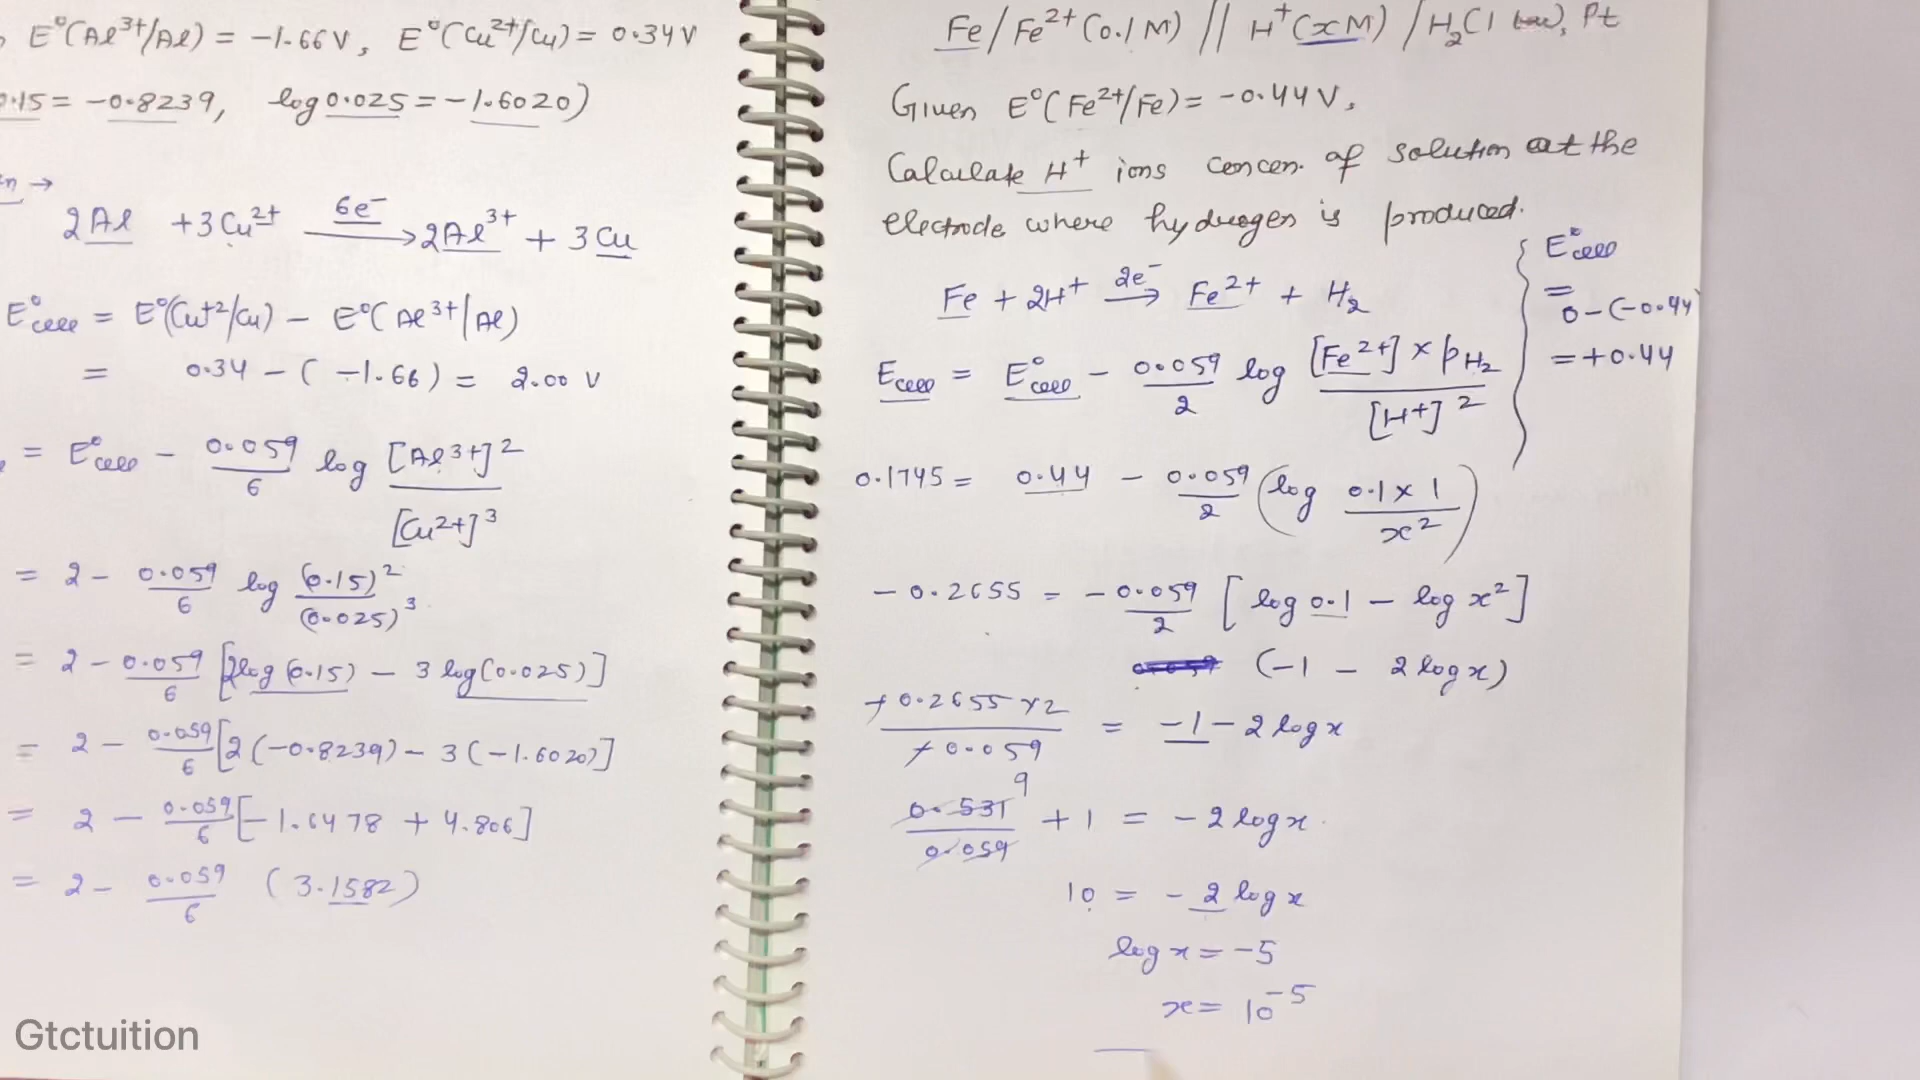 E°(Al³⁺/Al) = -1.66V, E°(Cu²⁺/Cu) = 0.34V
0.15 = -0.8239, log 0.025 = -1.6020)
→
2Al + 3Cu²⁺ 6e⁻ → 2Al³⁺ + 3Cu
E°cell = E°(Cu⁺²/Cu) - E°(Al³⁺/Al)
= 0.34 - (-1.66) = 2.00 V
= E°cell - 0.059/6 log [Al³⁺]²/[Cu²⁺]³
= 2 - 0.059/6 log (0.15)²/(0.025)³
= 2 - 0.059/6 [2log(0.15) - 3 log(0.025)]
= 2 - 0.059/6 [2(-0.8239) - 3(-1.6020)]
= 2 - 0.059/6 [-1.6478 + 4.806]
= 2 - 0.059/6 (3.1582)
Gtctuition
Fe/Fe²⁺(0.1M) // H⁺(xM) /H₂(1 bar), Pt
Given E°(Fe²⁺/Fe) = -0.44V,
Calculate H⁺ ions concen. of solution at the
electrode where hydrogen is produced.
Fe + 2H⁺ 2e⁻ → Fe²⁺ + H₂
Ecell = E°cell - 0.059/2 log [Fe²⁺] × pH₂/[H⁺]²
E°cell
=
0-(-0.44
= +0.44
0.1745 = 0.44 - 0.059/2 (log 0.1×1/x²)
-0.2655 = -0.059/2 [log 0.1 - log x²]
(-1 - 2 log x)
+0.2655×2/+0.059 = -1 - 2 log x
9
0.531/0.059 + 1 = -2 log x.
10 = -2 log x
log x = -5
x = 10⁻⁵